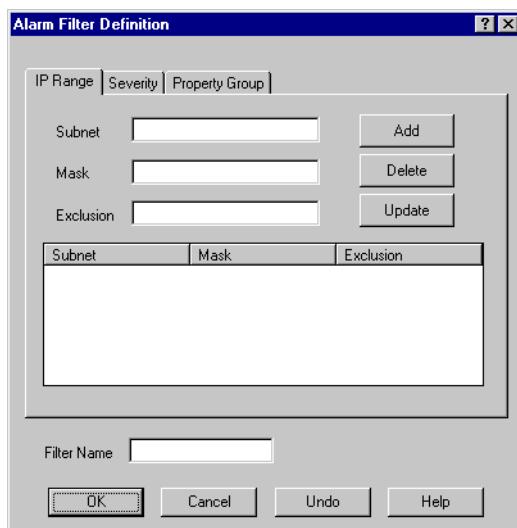 Alarm Filter Definition
IP Range Severity Property Group
Subnet Add
Mask Delete
Exclusion Update
Subnet Mask Exclusion
Filter Name
OK Cancel Undo Help